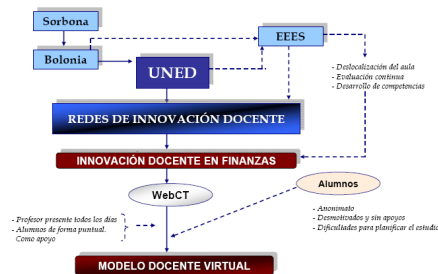 Sorbona
Bolonia
UNED
EEES
- Deslocalización del aula
- Evaluación continua
- Desarrollo de competencias
REDES DE INNOVACIÓN DOCENTE
INNOVACIÓN DOCENTE EN FINANZAS
WebCT
Alumnos
- Profesor presente todos los días
- Alumnos de forma puntual.
Como apoyo
- Anonimato
- Desmotivados y sin apoyos
- Dificultades para planificar el estudio
MODELO DOCENTE VIRTUAL